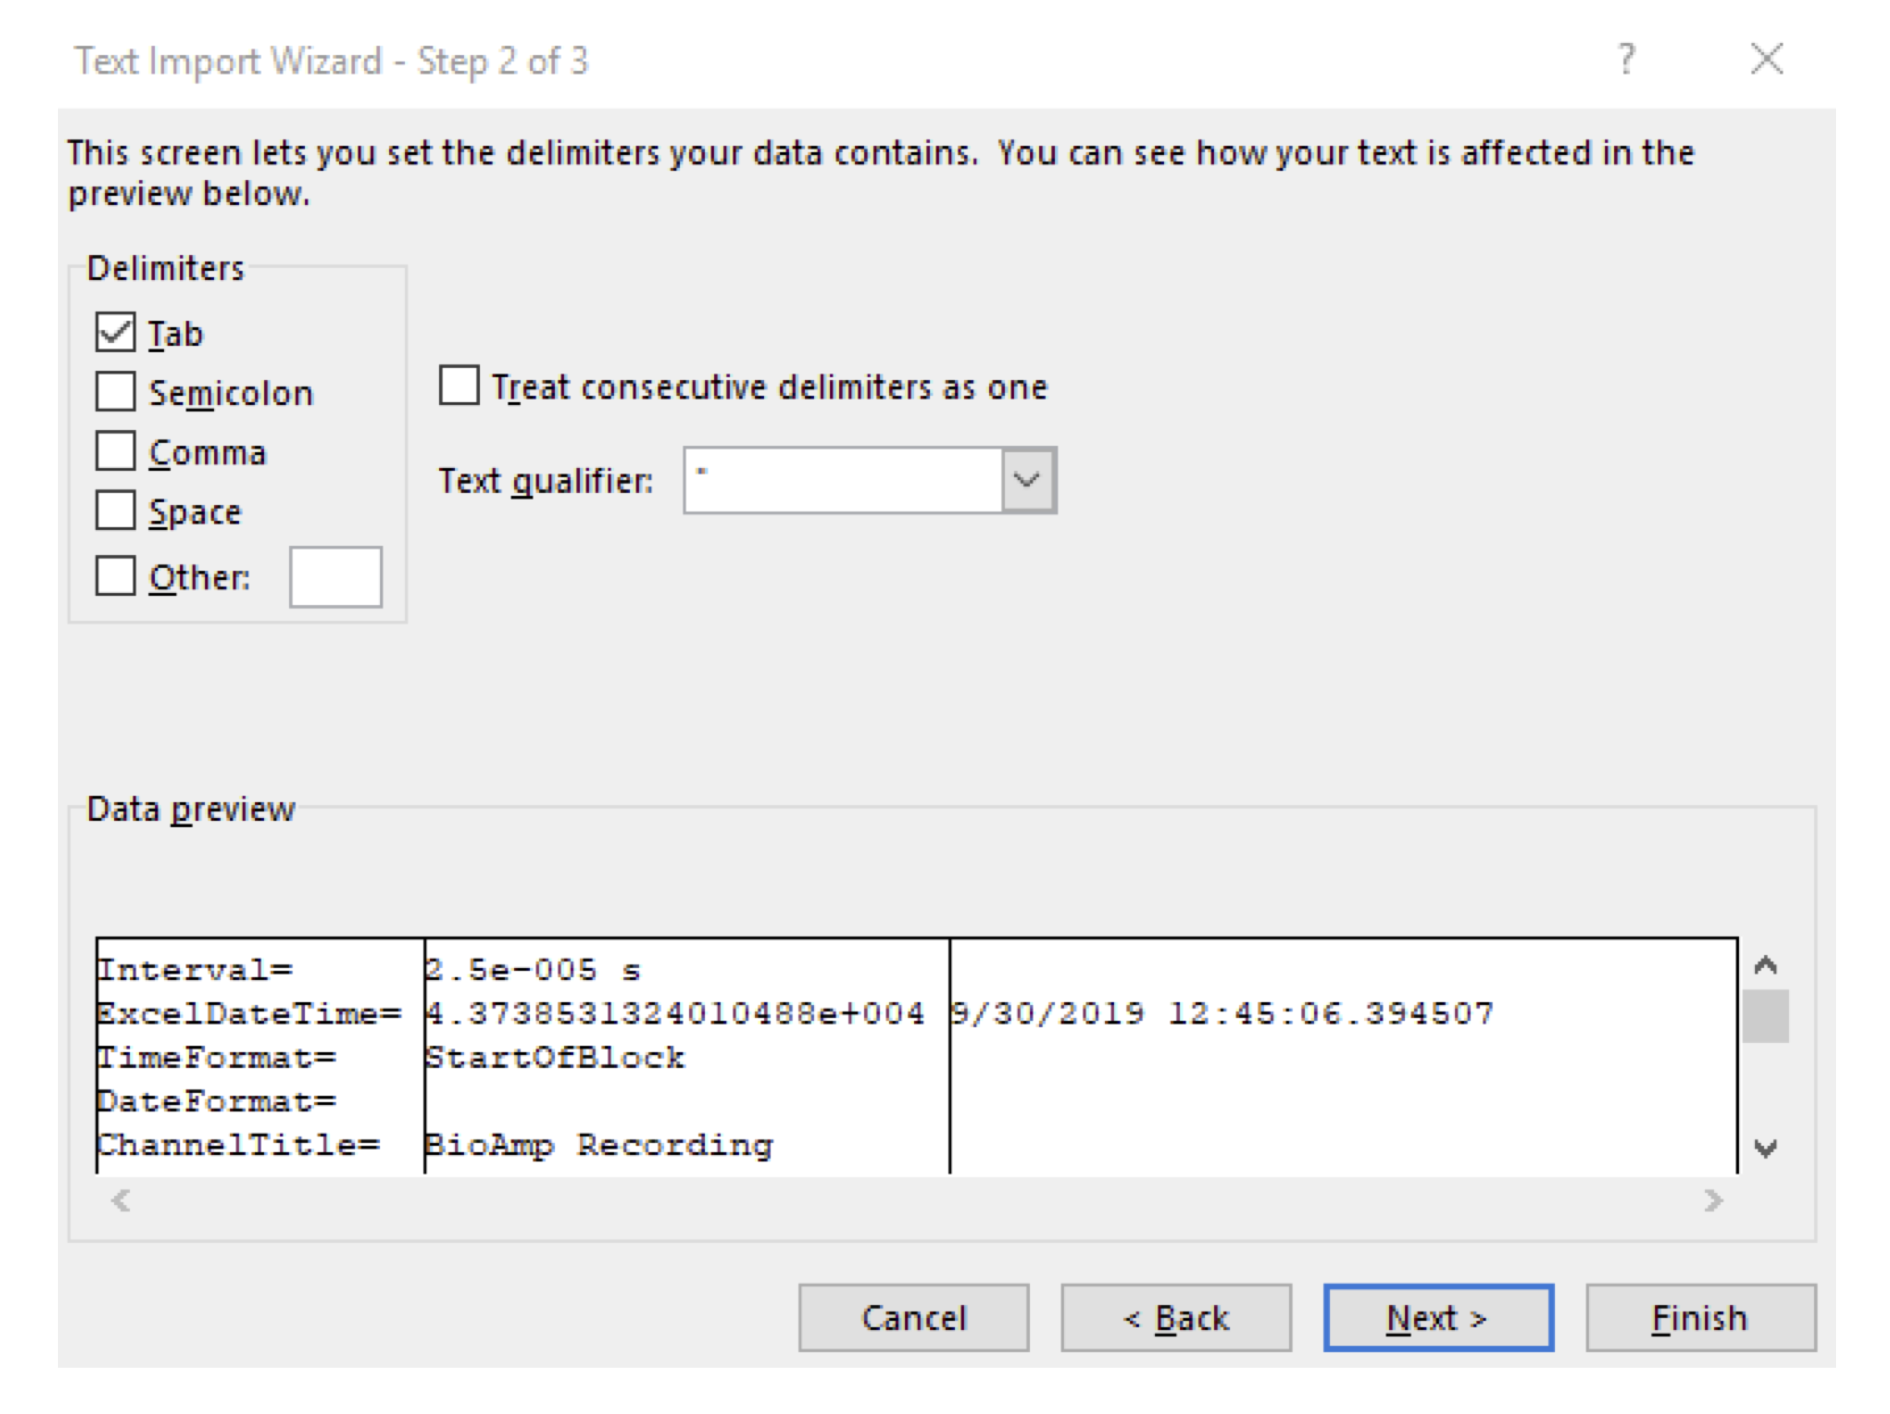 Text Import Wizard - Step 2 of 3 ?
This screen lets you set the delimiters your data contains. You can see how your text is affected in the
preview below.
Delimiters
Tab
Semicolon
Comma
Space
Other:
Treat consecutive delimiters as one
Text qualifier: "
Data preview
Interval= 2.5e-005 s
ExcelDateTime= 4.3738531324010488e+004 9/30/2019 12:45:06.394507
TimeFormat= StartOfBlock
DateFormat=
ChannelTitle= BioAmp Recording
Cancel < Back Next > Finish